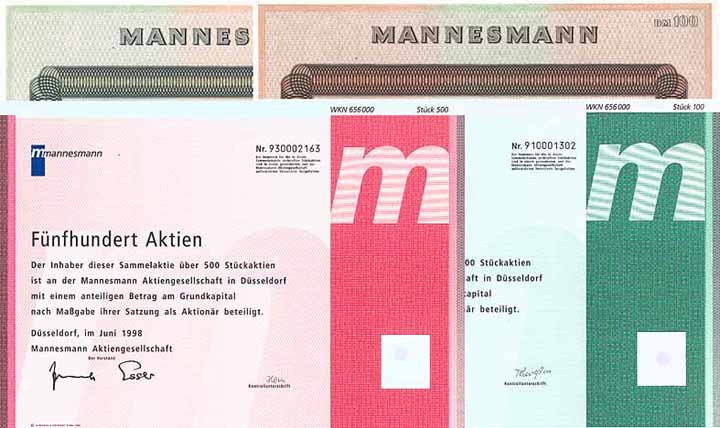 MANNES
MANNESMANN
DM 100
WKN 656000
Stück 500
WKN 656000
Stück 100
m
mannesmann
Nr. 930002163
m
Fünfhundert Aktien
Der Inhaber dieser Sammelaktie über 500 Stückaktien
ist an der Mannesmann Aktiengesellschaft in Düsseldorf
mit einem anteiligen Betrag am Grundkapital
nach Maßgabe ihrer Satzung als Aktionär beteiligt.
Düsseldorf, im Juni 1998
Mannesmann Aktiengesellschaft
Der Vorstand
Kontrollunterschrift
Nr. 910001302
m
00 Stückaktien
aft in Düsseldorf
kapital
när beteiligt.
Kontrollunterschrift